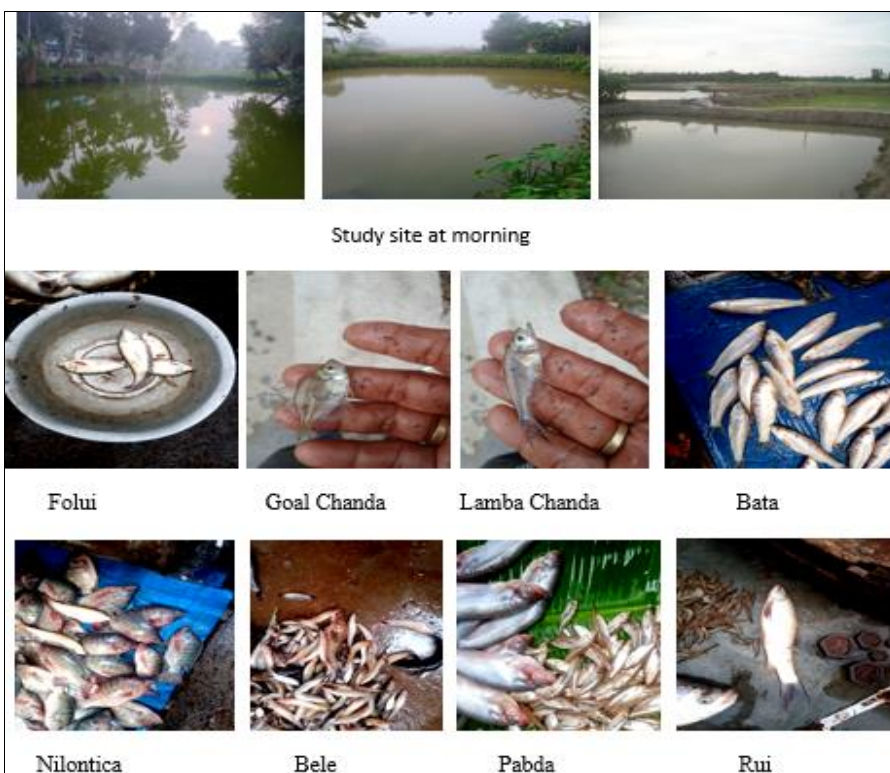 Study site at morning
Folui Goal Chanda Lamba Chanda Bata
Nilontica Bele Pabda Rui